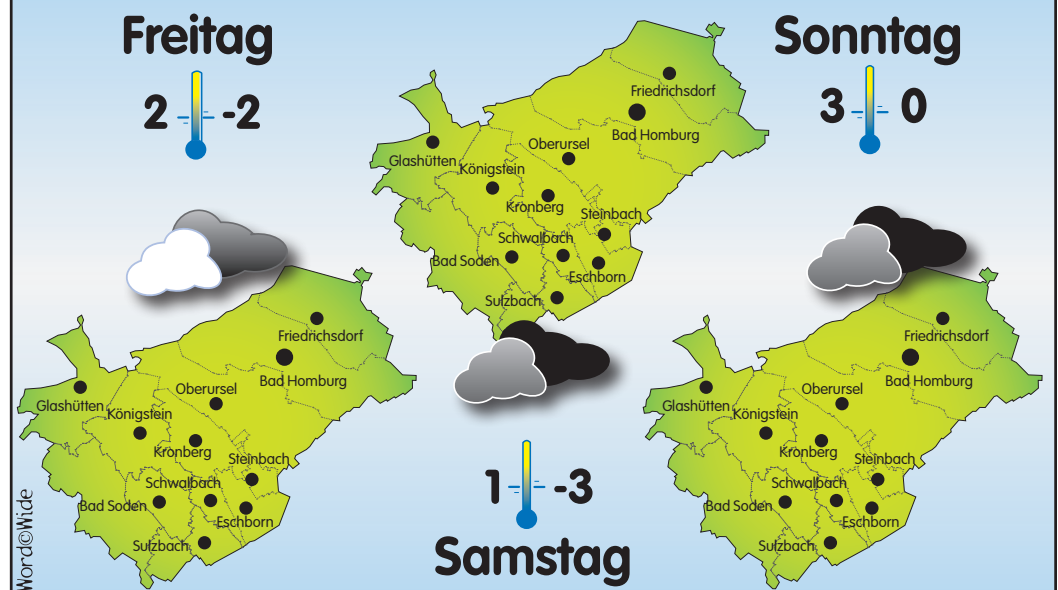 Freitag
2 -2
Sonntag
3 0
Friedrichsdorf
Bad Homburg
Oberursel
Glashütten
Königstein
Kronberg
Steinbach
Schwalbach
Bad Soden
Eschborn
Sulzbach
Friedrichsdorf
Bad Homburg
Oberursel
Glashütten
Königstein
Kronberg
Steinbach
Schwalbach
Bad Soden
Eschborn
Sulzbach
1 -3
Samstag
Friedrichsdorf
Bad Homburg
Oberursel
Glashütten
Königstein
Kronberg
Steinbach
Schwalbach
Bad Soden
Eschborn
Sulzbach
Word©Wide